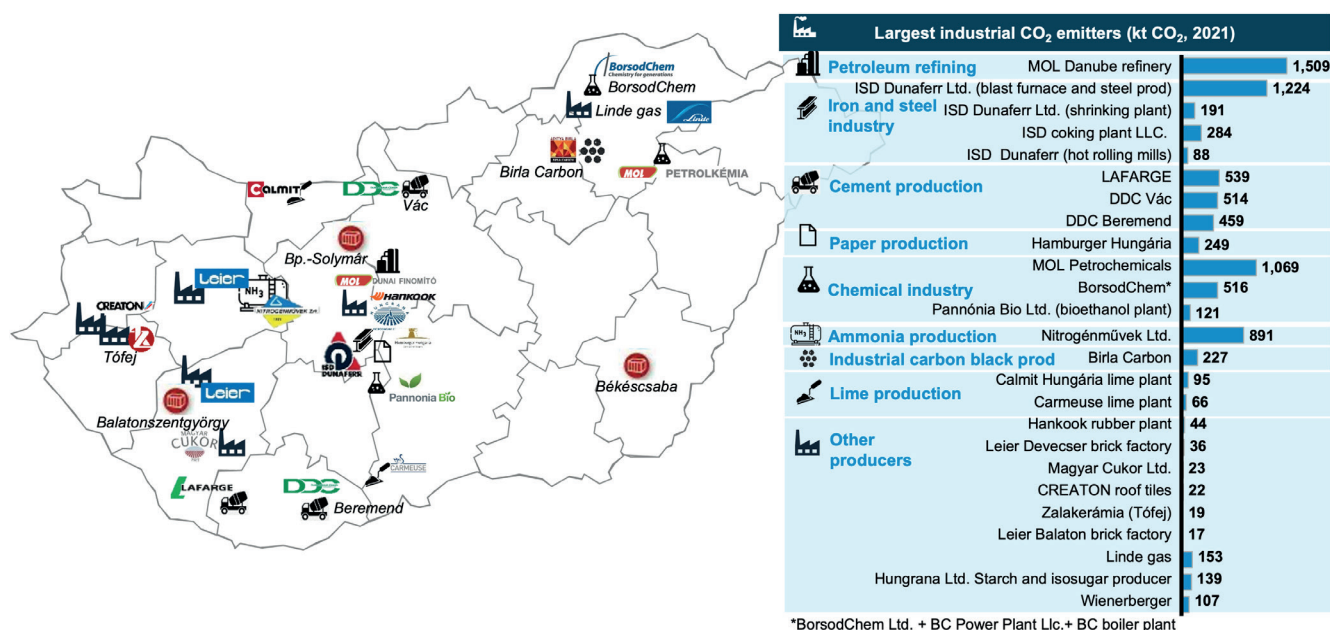 BorsodChem
Chemistry for generations
BorsodChem
Linde gas
Linde
Birla Carbon
MOL PETROLKÉMIA
CALMIT
DDC
Vác
Bp.-Solymár
MOL DUNAI FINOMÍTÓ
HANKOOK
Leier
NH3
NITROGÉNMŰVEK Zrt.
CREATON
Tófej
ISD
DUNAFERR
Pannonia Bio
Békéscsaba
Leier
Balatonszentgyörgy
MAGYAR
CUKOR
LAFARGE
DDC
Beremend
CARMEUSE
Largest industrial CO2 emitters (kt CO2, 2021)
Petroleum refining
MOL Danube refinery 1,509
Iron and steel
industry
ISD Dunaferr Ltd. (blast furnace and steel prod) 1,224
ISD Dunaferr Ltd. (shrinking plant) 191
ISD coking plant LLC. 284
ISD Dunaferr (hot rolling mills) 88
Cement production
LAFARGE 539
DDC Vác 514
DDC Beremend 459
Paper production
Hamburger Hungária 249
Chemical industry
MOL Petrochemicals 1,069
BorsodChem* 516
Pannónia Bio Ltd. (bioethanol plant) 121
NH3
Ammonia production
Nitrogénművek Ltd. 891
Industrial carbon black prod
Birla Carbon 227
Lime production
Calmit Hungária lime plant 95
Carmeuse lime plant 66
Other
producers
Hankook rubber plant 44
Leier Devecser brick factory 36
Magyar Cukor Ltd. 23
CREATON roof tiles 22
Zalakerámia (Tófej) 19
Leier Balaton brick factory 17
Linde gas 153
Hungrana Ltd. Starch and isosugar producer 139
Wienerberger 107
*BorsodChem Ltd. + BC Power Plant Llc.+ BC boiler plant